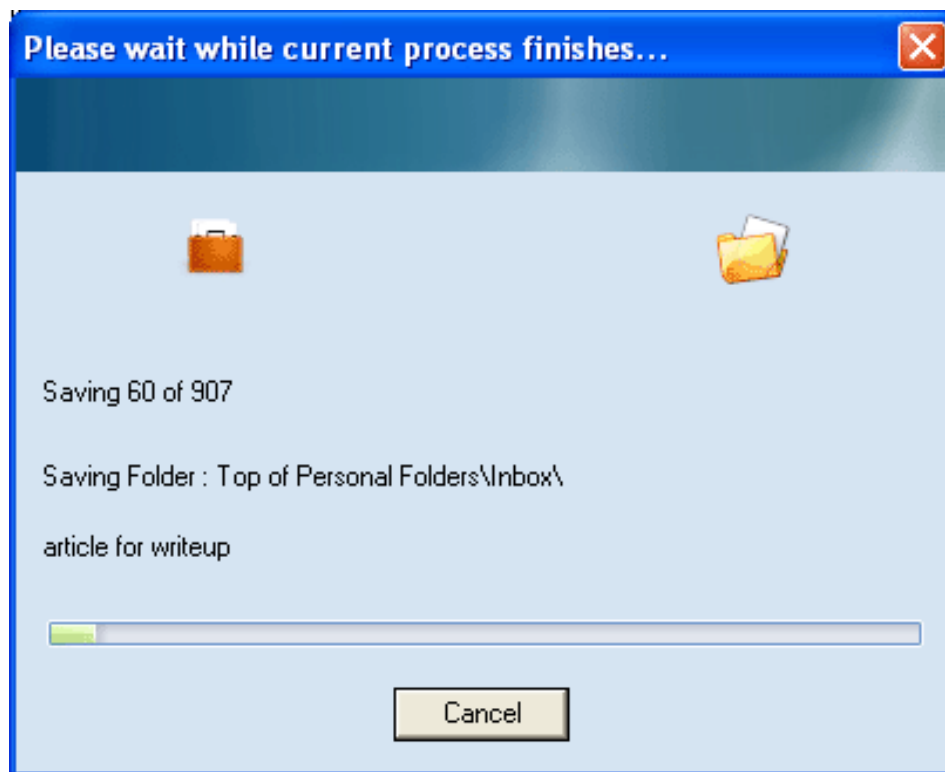 Please wait while current process finishes...
Saving 60 of 907
Saving Folder : Top of Personal Folders\Inbox\
article for writeup
Cancel